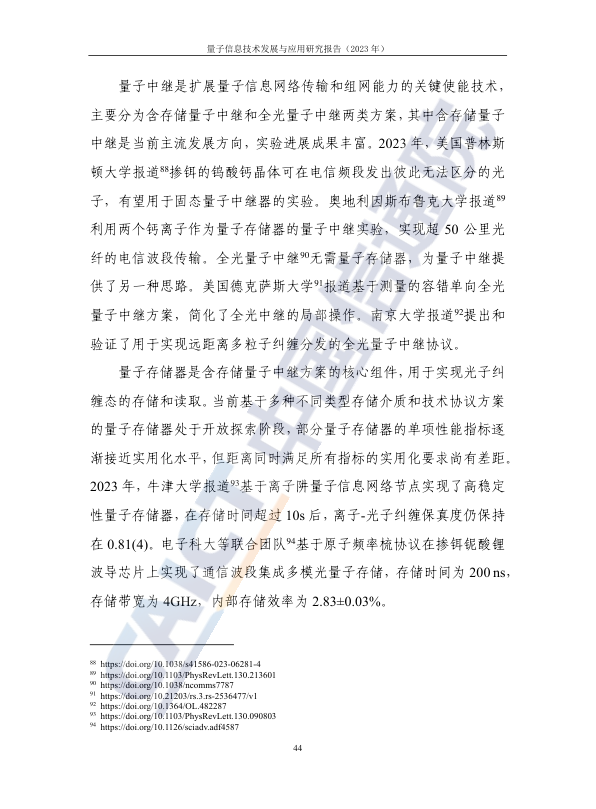 量子信息技术发展与应用研究报告（2023 年）
量子中继是扩展量子信息网络传输和组网能力的关键使能技术，
主要分为含存储量子中继和全光量子中继两类方案，其中含存储量子
中继是当前主流发展方向，实验进展成果丰富。2023 年，美国普林斯
顿大学报道88掺铒的钨酸钙晶体可在电信频段发出彼此无法区分的光
子，有望用于固态量子中继器的实验。奥地利因斯布鲁克大学报道89
利用两个钙离子作为量子存储器的量子中继实验，实现超 50 公里光
纤的电信波段传输。全光量子中继90无需量子存储器，为量子中继提
供了另一种思路。美国德克萨斯大学91报道基于测量的容错单向全光
量子中继方案，简化了全光中继的局部操作。南京大学报道92提出和
验证了用于实现远距离多粒子纠缠分发的全光量子中继协议。
量子存储器是含存储量子中继方案的核心组件，用于实现光子纠
缠态的存储和读取。当前基于多种不同类型存储介质和技术协议方案
的量子存储器处于开放探索阶段，部分量子存储器的单项性能指标逐
渐接近实用化水平，但距离同时满足所有指标的实用化要求尚有差距。
2023 年，牛津大学报道93基于离子阱量子信息网络节点实现了高稳定
性量子存储器，在存储时间超过 10s 后，离子-光子纠缠保真度仍保持
在 0.81(4)。电子科大等联合团队94基于原子频率梳协议在掺铒铌酸锂
波导芯片上实现了通信波段集成多模光量子存储，存储时间为 200 ns，
存储带宽为 4GHz，内部存储效率为 2.83±0.03%。
88 https://doi.org/10.1038/s41586-023-06281-4
89 https://doi.org/10.1103/PhysRevLett.130.213601
90 https://doi.org/10.1038/ncomms7787
91 https://doi.org/10.21203/rs.3.rs-2536477/v1
92 https://doi.org/10.1364/OL.482287
93 https://doi.org/10.1103/PhysRevLett.130.090803
94 https://doi.org/10.1126/sciadv.adf4587
44
CAICT 中国信通院